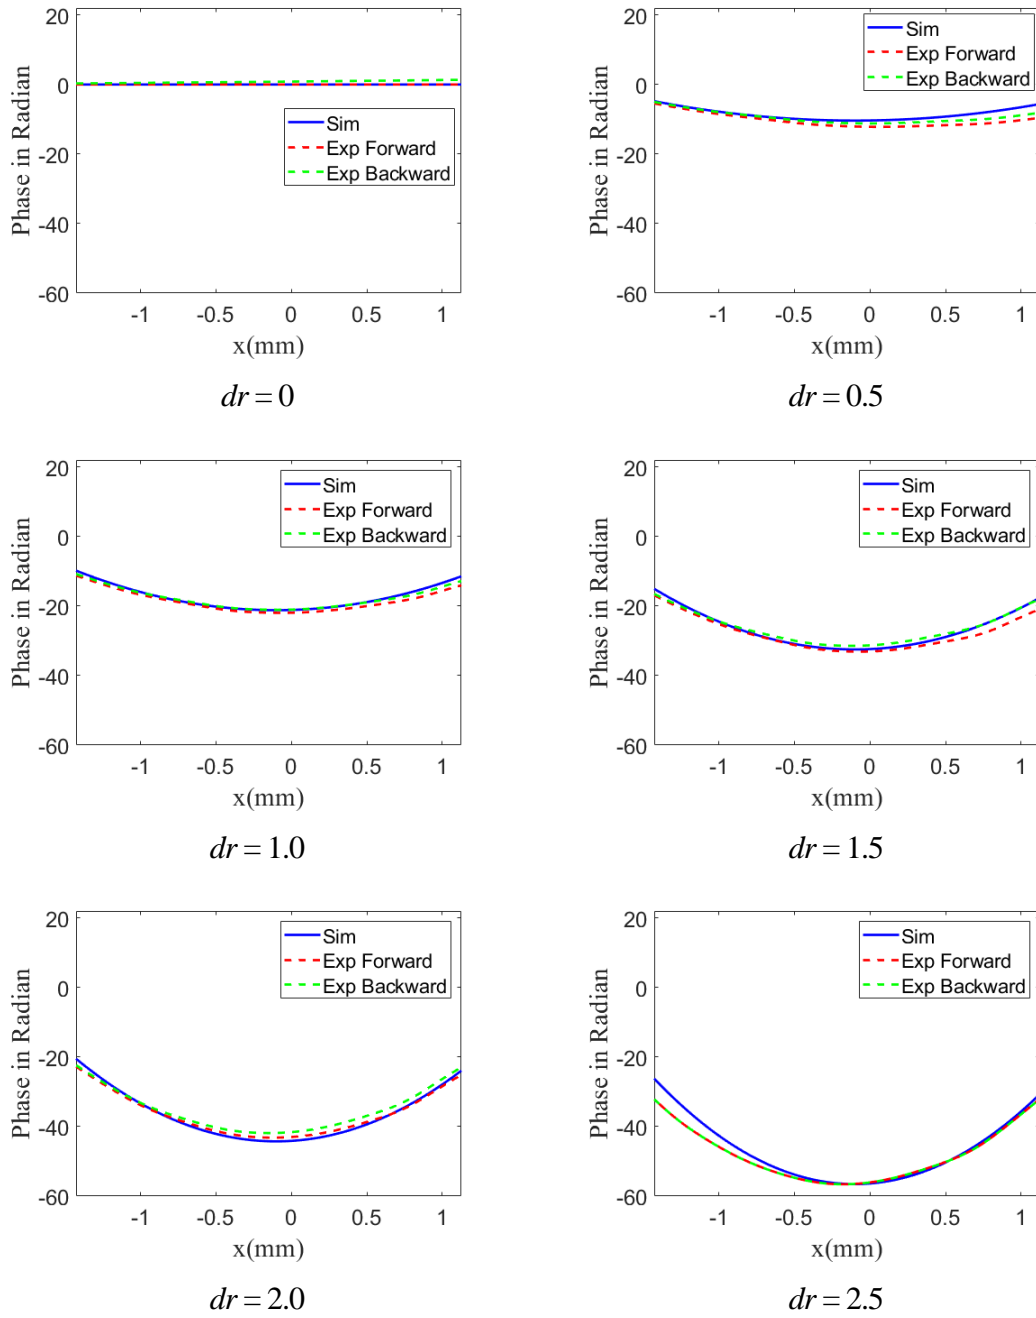 20
0
-20
-40
-60
Phase in Radian
Sim
Exp Forward
Exp Backward
-1
-0.5
0
0.5
1
x(mm)
dr = 0
20
0
-20
-40
-60
Phase in Radian
Sim
Exp Forward
Exp Backward
-1
-0.5
0
0.5
1
x(mm)
dr = 0.5
20
0
-20
-40
-60
Phase in Radian
Sim
Exp Forward
Exp Backward
-1
-0.5
0
0.5
1
x(mm)
dr = 1.0
20
0
-20
-40
-60
Phase in Radian
Sim
Exp Forward
Exp Backward
-1
-0.5
0
0.5
1
x(mm)
dr = 1.5
20
0
-20
-40
-60
Phase in Radian
Sim
Exp Forward
Exp Backward
-1
-0.5
0
0.5
1
x(mm)
dr = 2.0
20
0
-20
-40
-60
Phase in Radian
Sim
Exp Forward
Exp Backward
-1
-0.5
0
0.5
1
x(mm)
dr = 2.5